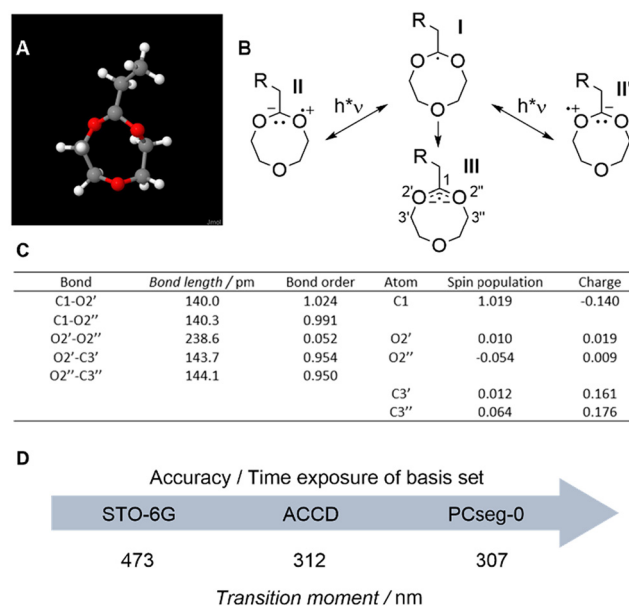 A
B
I
R
O
O
O
II
R
O
O
O
h*ν
h*ν
II'
R
O
O
O
III
R
1
2' O
O 2''
3'
3''
O
Jmol
C
Bond Bond length / pm Bond order Atom Spin population Charge
C1-O2' 140.0 1.024 C1 1.019 -0.140
C1-O2'' 140.3 0.991
O2'-O2'' 238.6 0.052 O2' 0.010 0.019
O2'-C3' 143.7 0.954 O2'' -0.054 0.009
O2''-C3'' 144.1 0.950
C3' 0.012 0.161
C3'' 0.064 0.176
D
Accuracy / Time exposure of basis set
STO-6G ACCD PCseg-0
473 312 307
Transition moment / nm